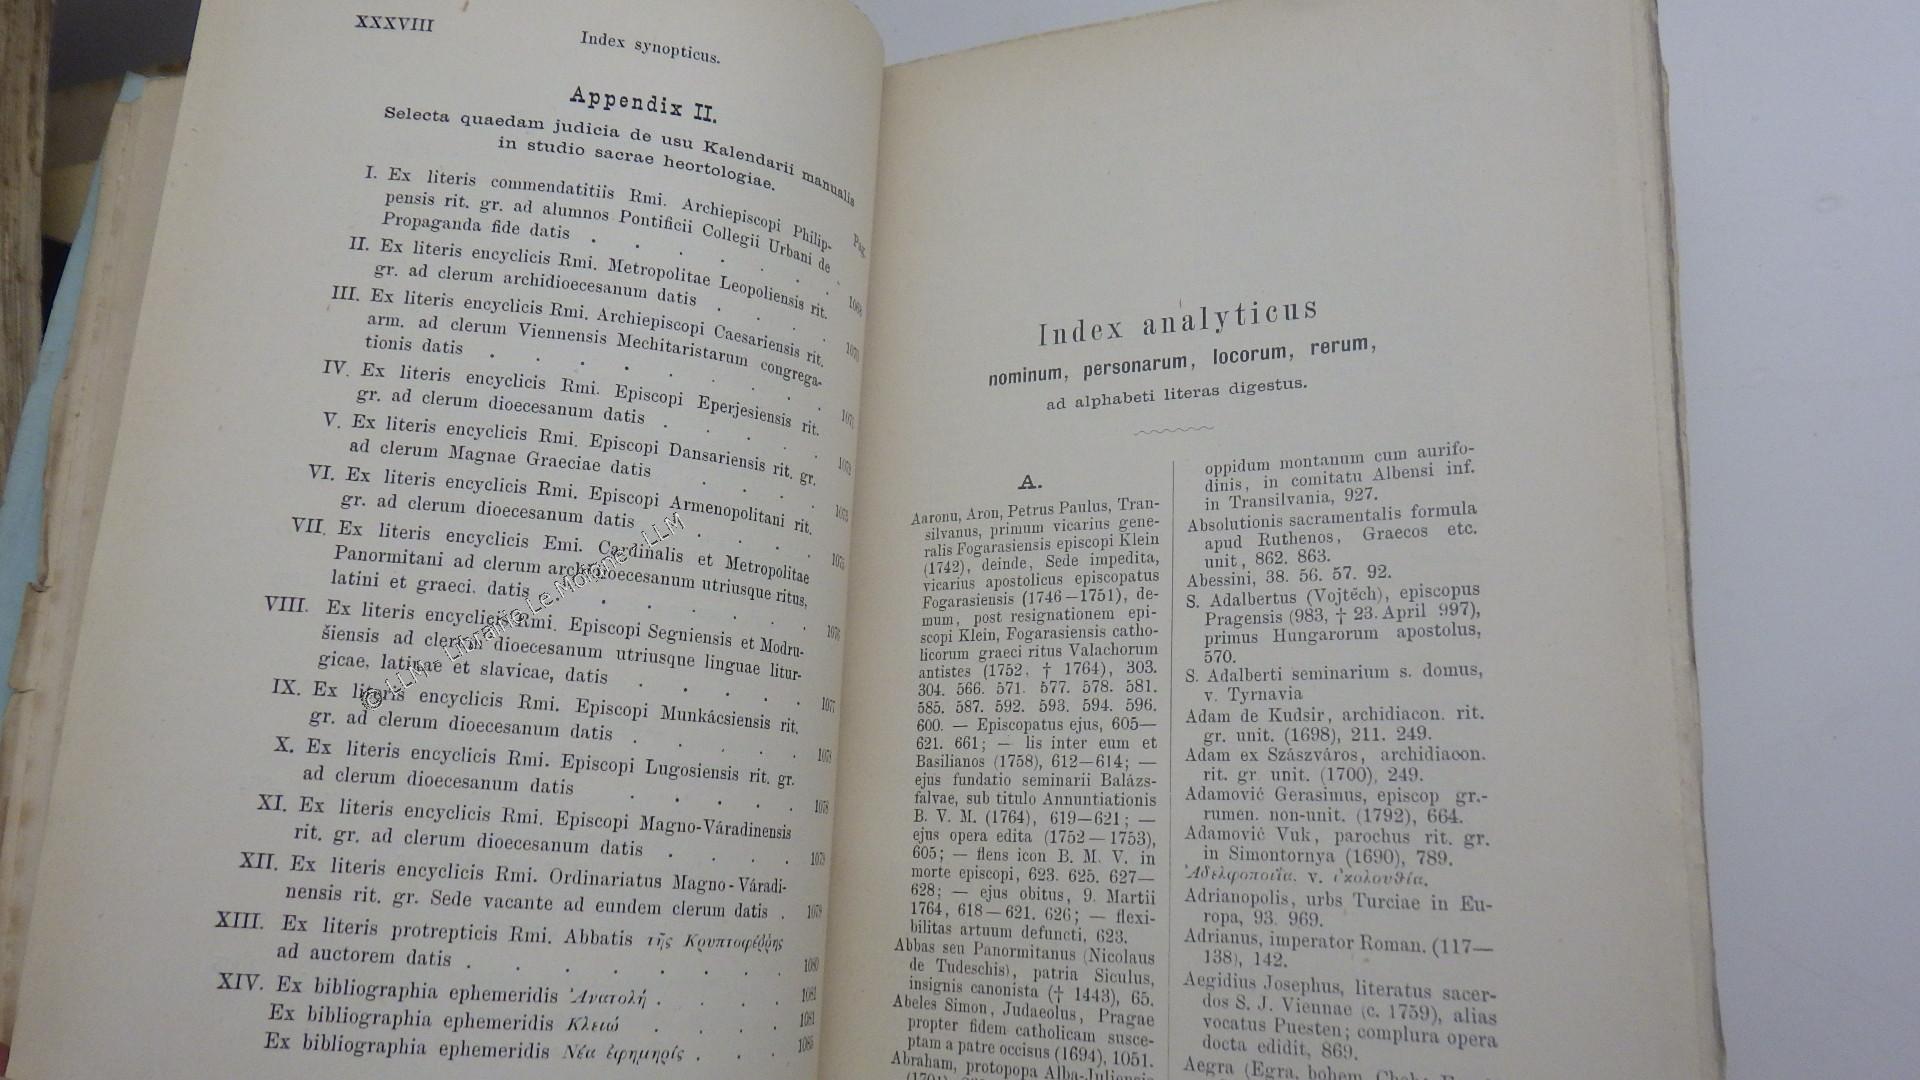 XXXVIII
Index synopticus.
Appendix II.
Selecta quaedam judicia de usu Kalendarii manualis
in studio sacrae heortologiae.
Pag.
I. Ex literis commendatitiis Rmi. Archiepiscopi Philip-
pensis rit. gr. ad alumnos Pontificii Collegii Urbani de
Propaganda fide datis . . . . . . 1068
II. Ex literis encyclicis Rmi. Metropolitae Leopoliensis rit.
gr. ad clerum archidioecesanum datis . . . . 1070
III. Ex literis encyclicis Rmi. Archiepiscopi Caesariensis rit.
arm. ad clerum Viennensis Mechitaristarum congrega-
tionis datis . . . . . . . .
IV. Ex literis encyclicis Rmi. Episcopi Eperjesiensis rit.
gr. ad clerum dioecesanum datis . . . .
V. Ex literis encyclicis Rmi. Episcopi Dansariensis rit. gr.
ad clerum Magnae Graeciae datis . . . . 1073
VI. Ex literis encyclicis Rmi. Episcopi Armenopolitani rit.
gr. ad clerum dioecesanum datis . . . . 1075
VII. Ex literis encyclicis Emi. Cardinalis et Metropolitae
Panormitani ad clerum archidioecesanum utriusque ritus,
latini et graeci. datis . . . . . 1076
VIII. Ex literis encyclicis Rmi. Episcopi Segniensis et Modru-
šiensis ad clerum dioecesanum utriusque linguae litur-
gicae, latinae et slavicae, datis . . . . 1077
IX. Ex literis encyclicis Rmi. Episcopi Munkácsiensis rit.
gr. ad clerum dioecesanum datis . . . . 1078
X. Ex literis encyclicis Rmi. Episcopi Lugosiensis rit. gr.
ad clerum dioecesanum datis . . . . . 1078
XI. Ex literis encyclicis Rmi. Episcopi Magno-Váradinensis
rit. gr. ad clerum dioecesanum datis . . . . 1079
XII. Ex literis encyclicis Rmi. Ordinariatus Magno-Váradi-
nensis rit. gr. Sede vacante ad eundem clerum datis . 1079
XIII. Ex literis protrepticis Rmi. Abbatis τῆς Κρυπτοφέῤῥης
ad auctorem datis . . . . . . . 1080
XIV. Ex bibliographia ephemeridis Ἀνατολή . . . . 1081
Ex bibliographia ephemeridis Κλειώ . . . . 1081
Ex bibliographia ephemeridis Νέα ἐφημηρίς . . . 1085
© LLM - Librairie Le Moigne - LLM
Index analyticus
nominum, personarum, locorum, rerum,
ad alphabeti literas digestus.
A.
Aaronu, Aron, Petrus Paulus, Tran-
silvanus, primum vicarius gene-
ralis Fogarasiensis episcopi Klein
(1742), deinde, Sede impedita,
vicarius apostolicus episcopatus
Fogarasiensis (1746—1751), de-
mum, post resignationem epi-
scopi Klein, Fogarasiensis catho-
licorum graeci ritus Valachorum
antistes (1752, † 1764), 303.
304. 566. 571. 577. 578. 581.
585. 587. 592. 593. 594. 596.
600. — Episcopatus ejus, 605—
621. 661; — lis inter eum et
Basilianos (1758), 612—614; —
ejus fundatio seminarii Balázs-
falvae, sub titulo Annuntiationis
B. V. M. (1764), 619—621; —
ejus opera edita (1752—1753),
605; — flens icon B. M. V. in
morte episcopi, 623. 625. 627—
628; — ejus obitus, 9. Martii
1764, 618—621. 626; — flexi-
bilitas artuum defuncti, 623.
Abbas seu Panormitanus (Nicolaus
de Tudeschis), patria Siculus,
insignis canonista († 1443), 65.
Abeles Simon, Judaeolus, Pragae
propter fidem catholicam susce-
ptam a patre occisus (1694), 1051.
Abraham, protopopa Alba-Juliensis
oppidum montanum cum aurifo-
dinis, in comitatu Albensi inf.
in Transilvania, 927.
Absolutionis sacramentalis formula
apud Ruthenos, Graecos etc.
unit, 862. 863.
Abessini, 38. 56. 57. 92.
S. Adalbertus (Vojtěch), episcopus
Pragensis (983, † 23. April 997),
primus Hungarorum apostolus,
570.
S. Adalberti seminarium s. domus,
v. Tyrnavia
Adam de Kudsir, archidiacon. rit.
gr. unit. (1698), 211. 249.
Adam ex Szászváros, archidiacon.
rit. gr. unit. (1700), 249.
Adamović Gerasimus, episcop gr.-
rumen. non-unit. (1792), 664.
Adamović Vuk, parochus rit. gr.
in Simontornya (1690), 789.
Ἀδελφοποιΐα. v. ἀκολουθία.
Adrianopolis, urbs Turciae in Eu-
ropa, 93. 969.
Adrianus, imperator Roman. (117—
138), 142.
Aegidius Josephus, literatus sacer-
dos S. J. Viennae (c. 1759), alias
vocatus Puesten; complura opera
docta edidit, 869.
Aegra (Egra, bohem.